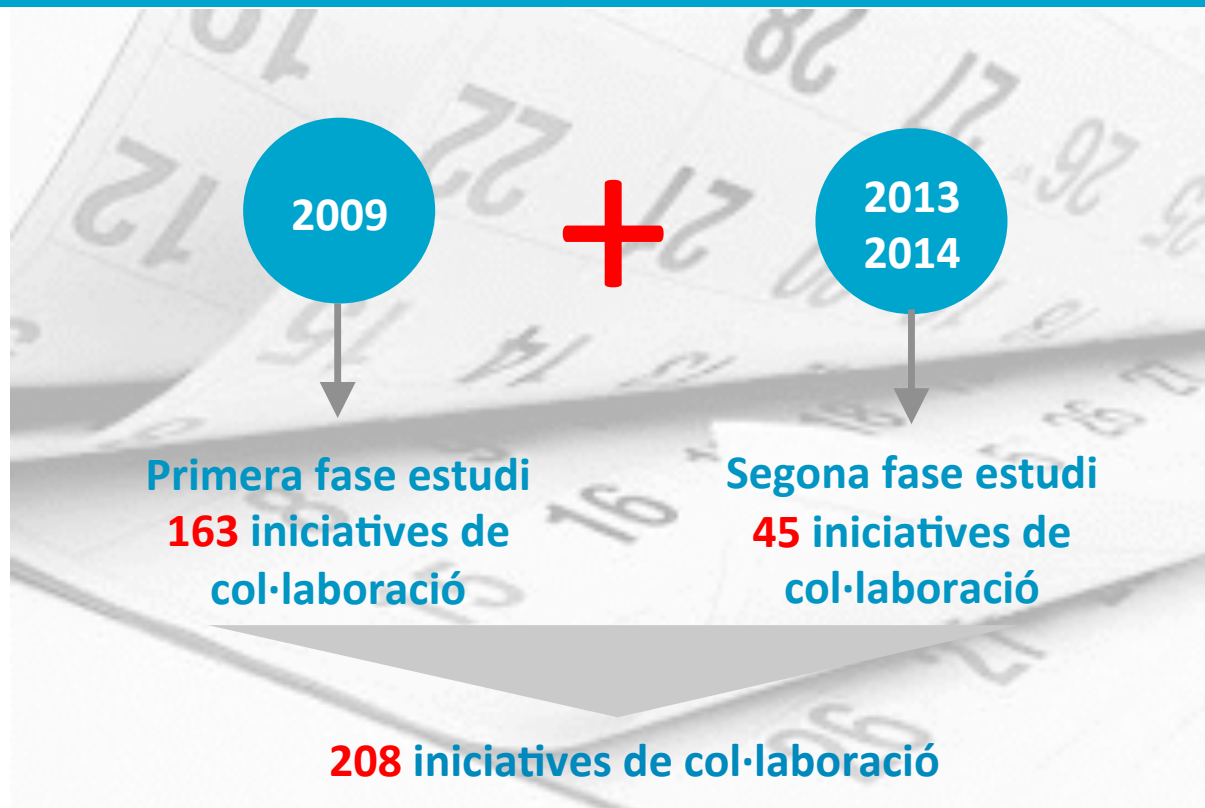 2009
+
2013
2014
Primera fase estudi
163 iniciatives de
col·laboració
Segona fase estudi
45 iniciatives de
col·laboració
208 iniciatives de col·laboració